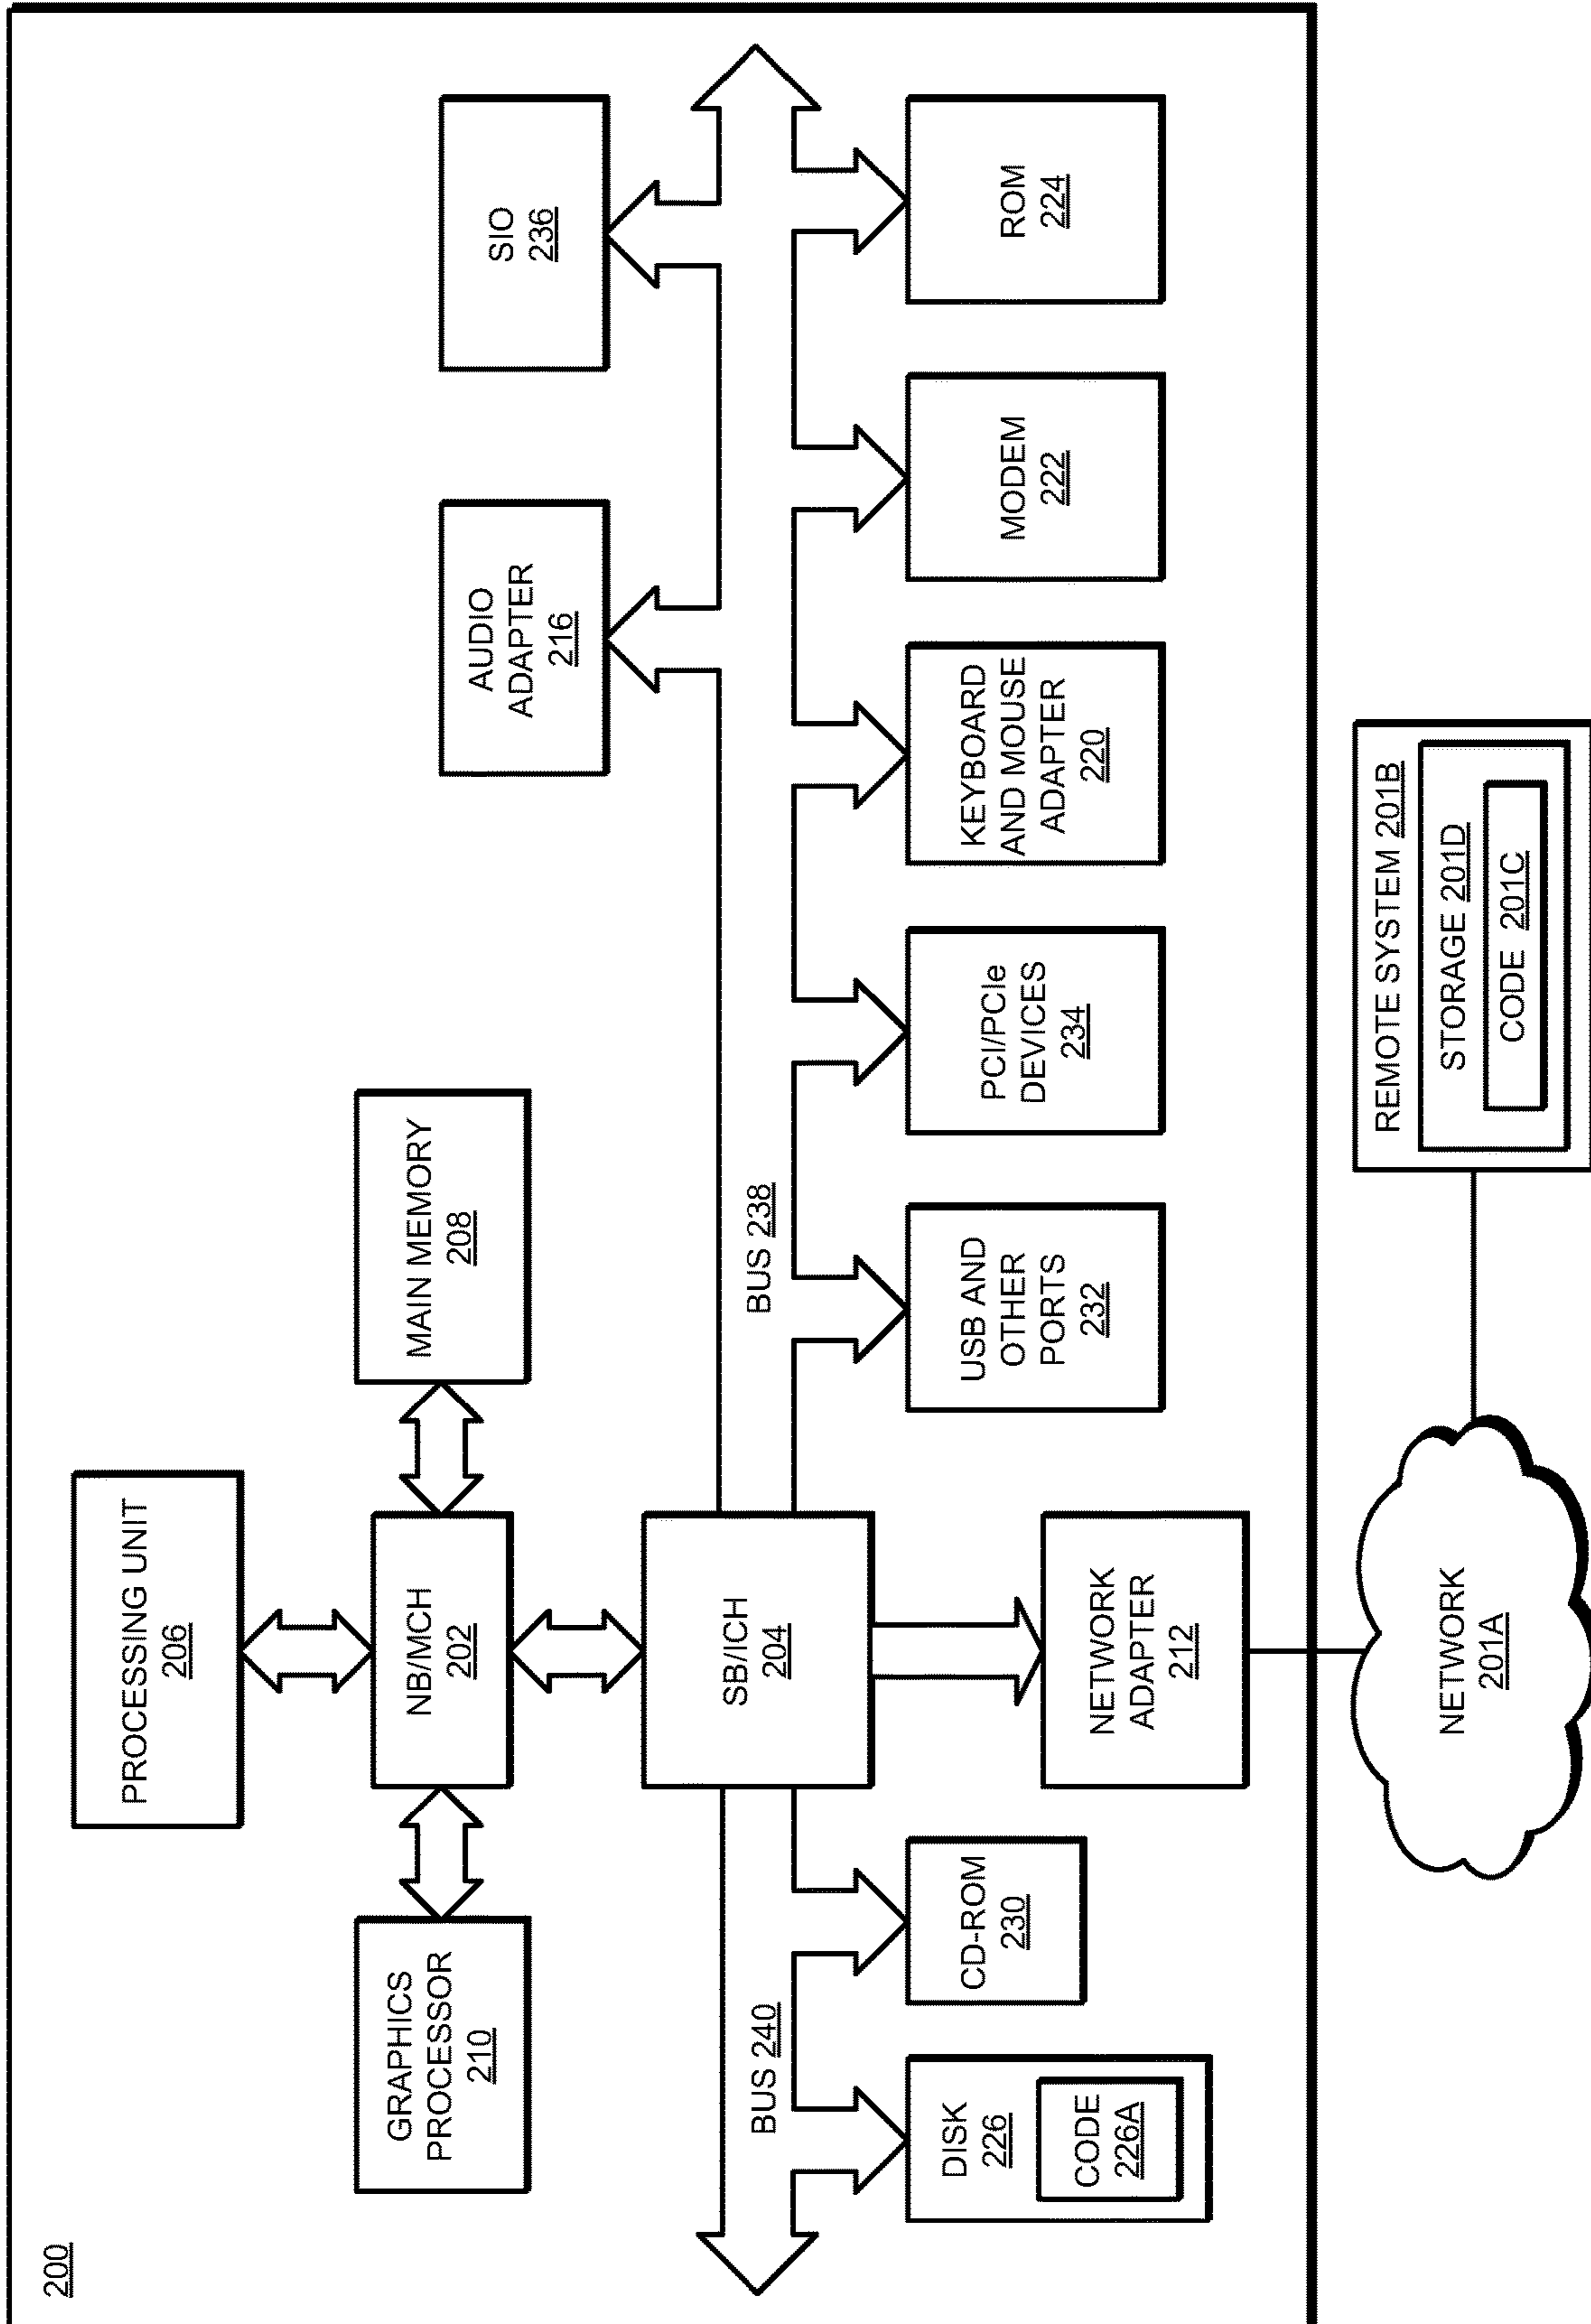 200
PROCESSING UNIT
206
GRAPHICS
PROCESSOR
210
NB/MCH
202
MAIN MEMORY
208
AUDIO
ADAPTER
216
SIO
236
SB/ICH
204
BUS 240
BUS 238
DISK
226
CODE
226A
CD-ROM
230
NETWORK
ADAPTER
212
USB AND
OTHER
PORTS
232
PCI/PCIe
DEVICES
234
KEYBOARD
AND MOUSE
ADAPTER
220
MODEM
222
ROM
224
NETWORK
201A
REMOTE SYSTEM 201B
STORAGE 201D
CODE 201C